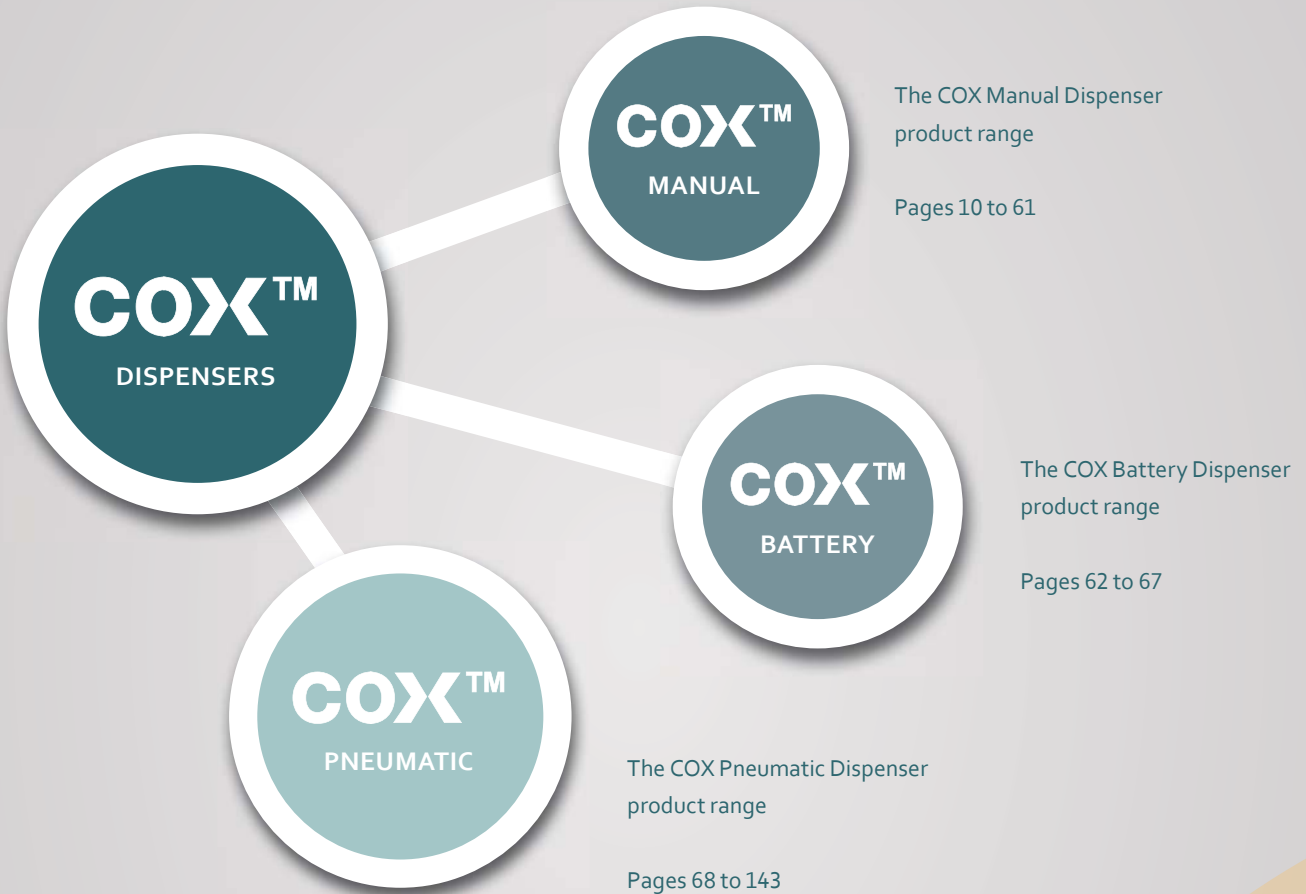 COX™
MANUAL
The COX Manual Dispenser
product range
Pages 10 to 61
COX™
DISPENSERS
COX™
BATTERY
The COX Battery Dispenser
product range
Pages 62 to 67
COX™
PNEUMATIC
The COX Pneumatic Dispenser
product range
Pages 68 to 143